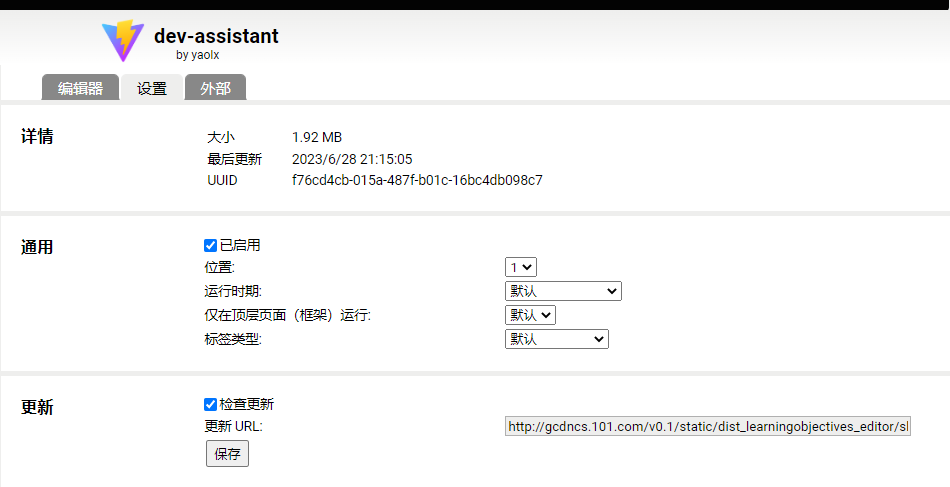 dev-assistant
by yaolx
编辑器 设置 外部
详情
大小 1.92 MB
最后更新 2023/6/28 21:15:05
UUID f76cd4cb-015a-487f-b01c-16bc4db098c7
通用
已启用
位置: 1
运行时期: 默认
仅在顶层页面（框架）运行: 默认
标签类型: 默认
更新
检查更新
更新 URL: http://gcdncs.101.com/v0.1/static/dist_learningobjectives_editor/sl
保存